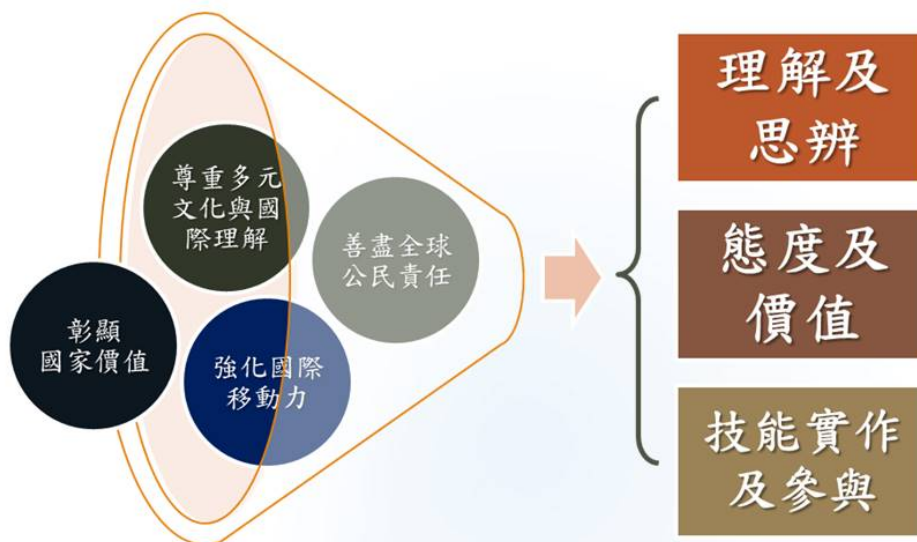 尊重多元
文化與國
際理解
善盡全球
公民責任
彰顯
國家價值
強化國際
移動力
理解及
思辨
態度及
價值
技能實作
及參與